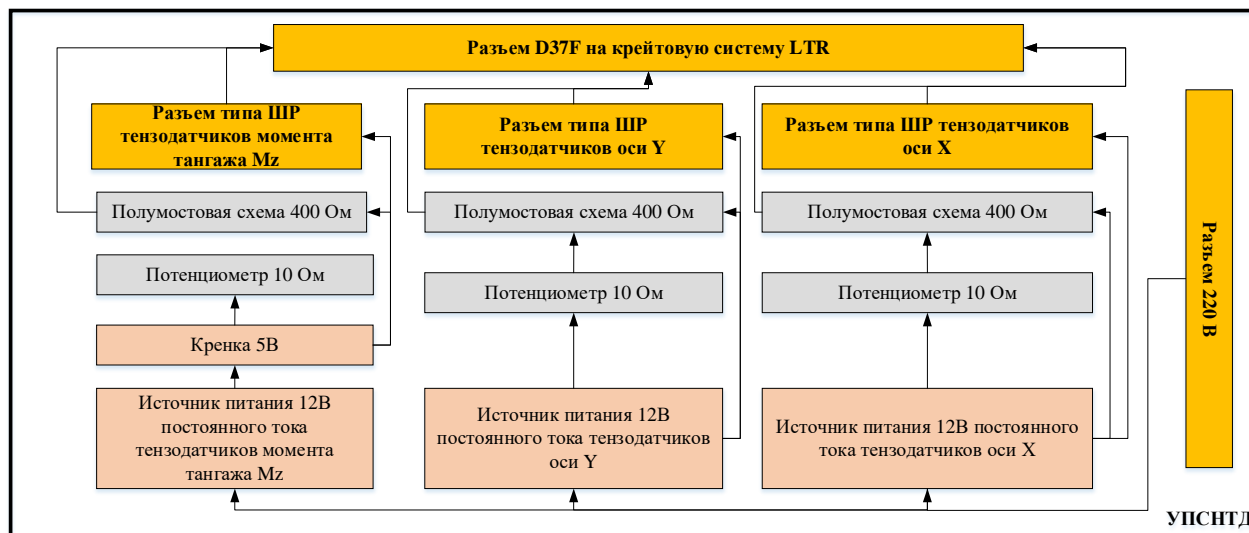 Разъем D37F на крейтовую систему LTR
Разъем типа ШР
тензодатчиков момента
тангажа Mz
Разъем типа ШР
тензодатчиков оси Y
Разъем типа ШР тензодатчиков
оси X
Полумостовая схема 400 Ом
Полумостовая схема 400 Ом
Полумостовая схема 400 Ом
Потенциометр 10 Ом
Потенциометр 10 Ом
Потенциометр 10 Ом
Кренка 5В
Источник питания 12В
постоянного тока
тензодатчиков момента
тангажа Mz
Источник питания 12В
постоянного тока тензодатчиков
оси Y
Источник питания 12В постоянного
тока тензодатчиков оси X
Разъем 220 В
УПСНТД